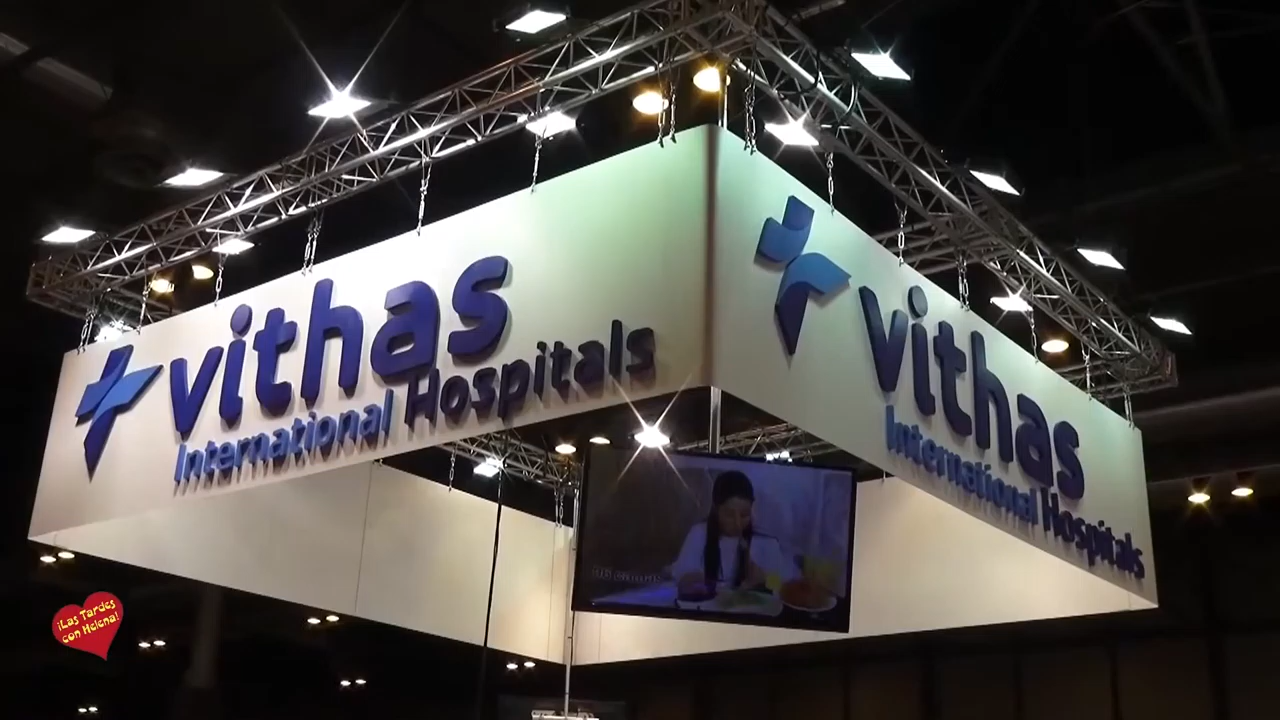 vithas
International Hospitals
vithas
International Hospitals
¡Las Tardes
con Helena!